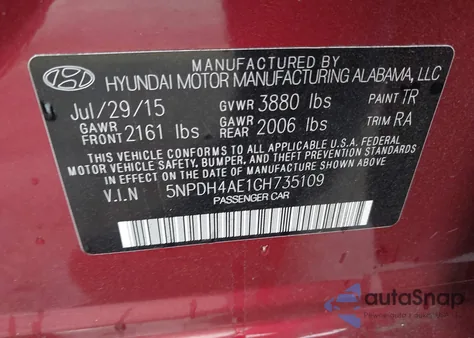 MANUFACTURED BY
HYUNDAI MOTOR MANUFACTURING ALABAMA, LLC
Jul/29/15 GVWR 3880 lbs PAINT TR
GAWR FRONT 2161 lbs GAWR REAR 2006 lbs TRIM RA
THIS VEHICLE CONFORMS TO ALL APPLICABLE U.S.A. FEDERAL
MOTOR VEHICLE SAFETY, BUMPER, AND THEFT PREVENTION STANDARDS
IN EFFECT ON THE DATE OF MANUFACTURE SHOWN ABOVE
V.I.N 5NPDH4AE1GH735109
PASSENGER CAR
autoSnap